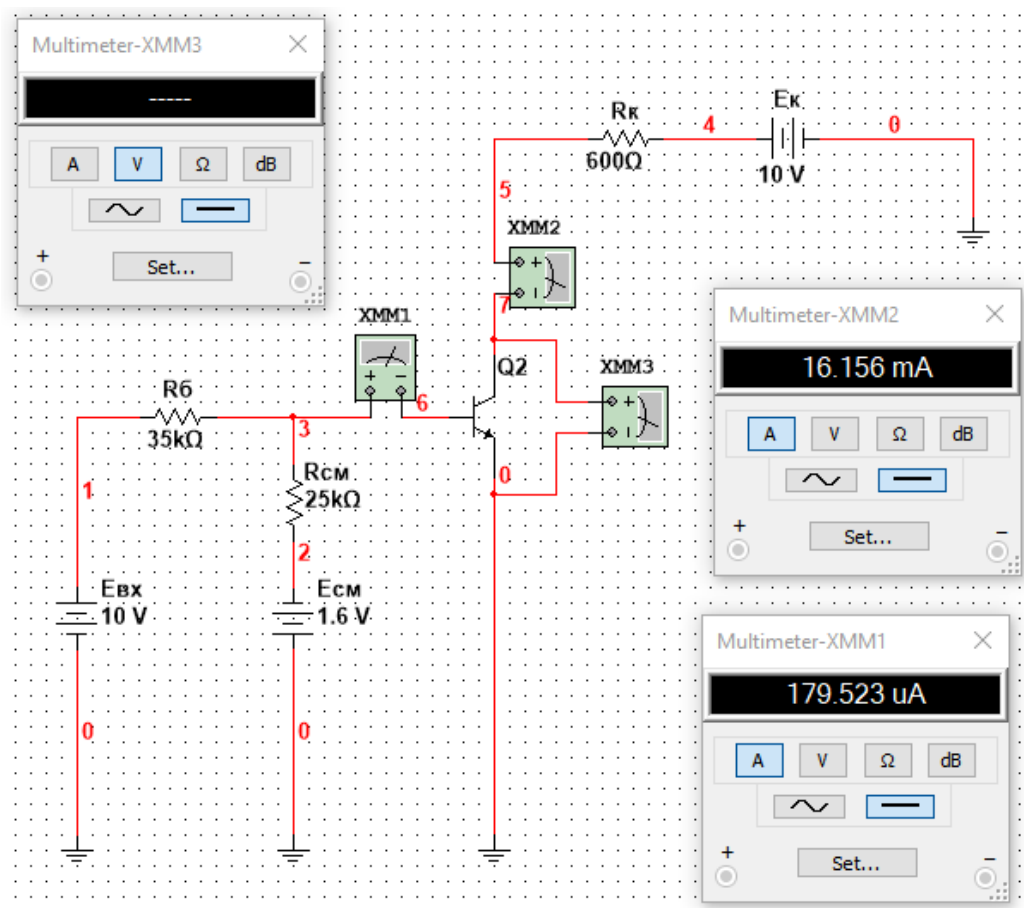 Multimeter-XMM3
-----
A V Ω dB
+ −
Set...
Rк
600Ω
4
Eк
10 V
0
5
XMM2
+
7
XMM1
+ −
6
Q2
XMM3
+
Rб
35kΩ
3
Rсм
25kΩ
0
1
2
Eвх
10 V
Eсм
1.6 V
0
0
Multimeter-XMM2
16.156 mA
A V Ω dB
+ −
Set...
Multimeter-XMM1
179.523 uA
A V Ω dB
+ −
Set...